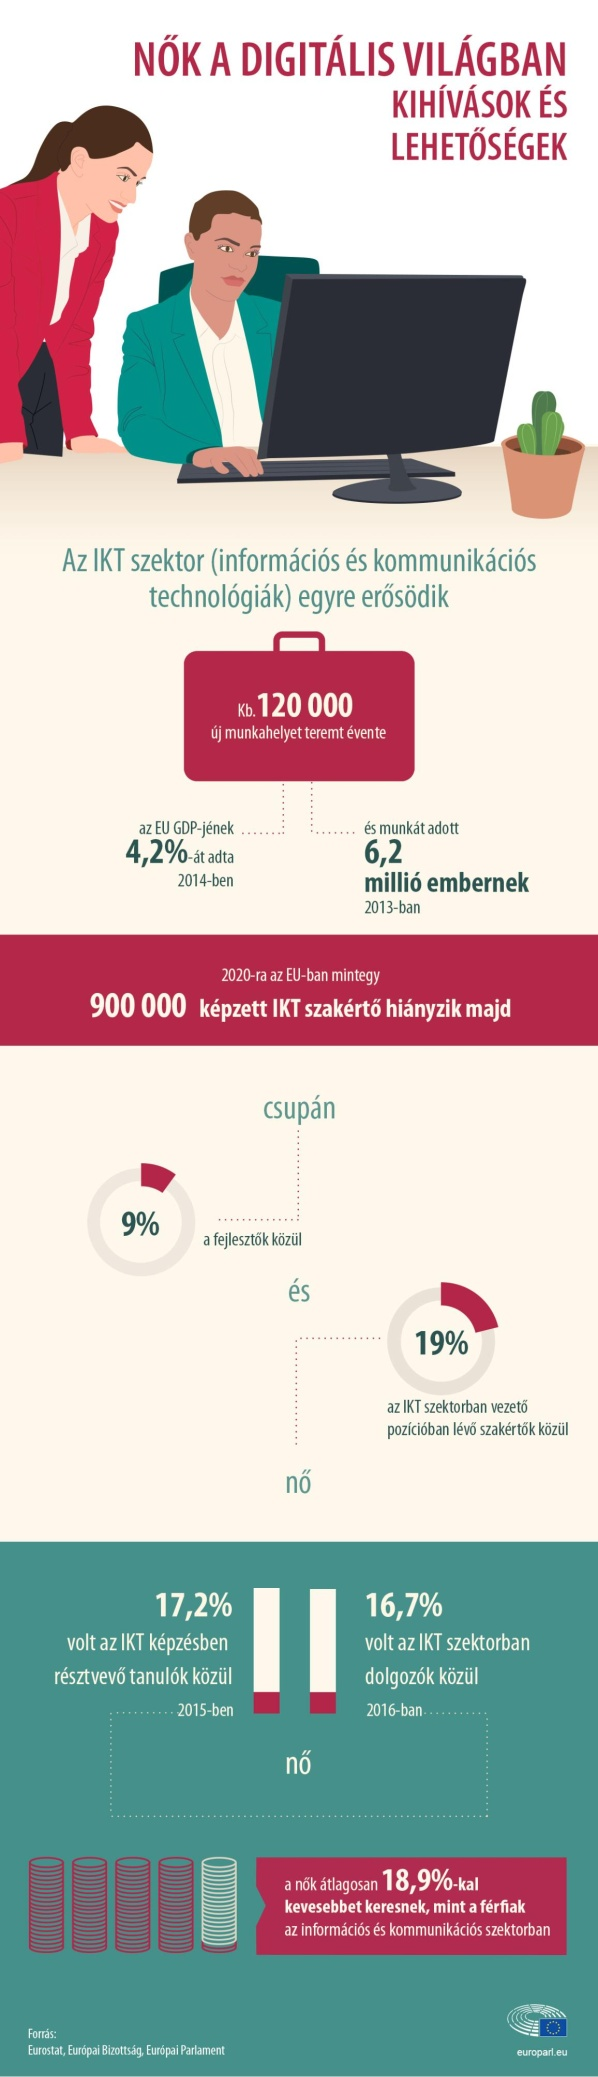 NŐK A DIGITÁLIS VILÁGBAN
KIHÍVÁSOK ÉS
LEHETŐSÉGEK
Az IKT szektor (információs és kommunikációs
technológiák) egyre erősödik
Kb. 120 000
új munkahelyet teremt évente
az EU GDP-jének
4,2%-át adta
2014-ben
és munkát adott
6,2
millió embernek
2013-ban
2020-ra az EU-ban mintegy
900 000 képzett IKT szakértő hiányzik majd
csupán
9%
a fejlesztők közül
és
19%
az IKT szektorban vezető
pozícióban lévő szakértők közül
nő
17,2%
volt az IKT képzésben
résztvevő tanulók közül
2015-ben
16,7%
volt az IKT szektorban
dolgozók közül
2016-ban
nő
a nők átlagosan 18,9%-kal
kevesebbet keresnek, mint a férfiak
az információs és kommunikációs szektorban
Forrás:
Eurostat, Európai Bizottság, Európai Parlament
europarl.eu